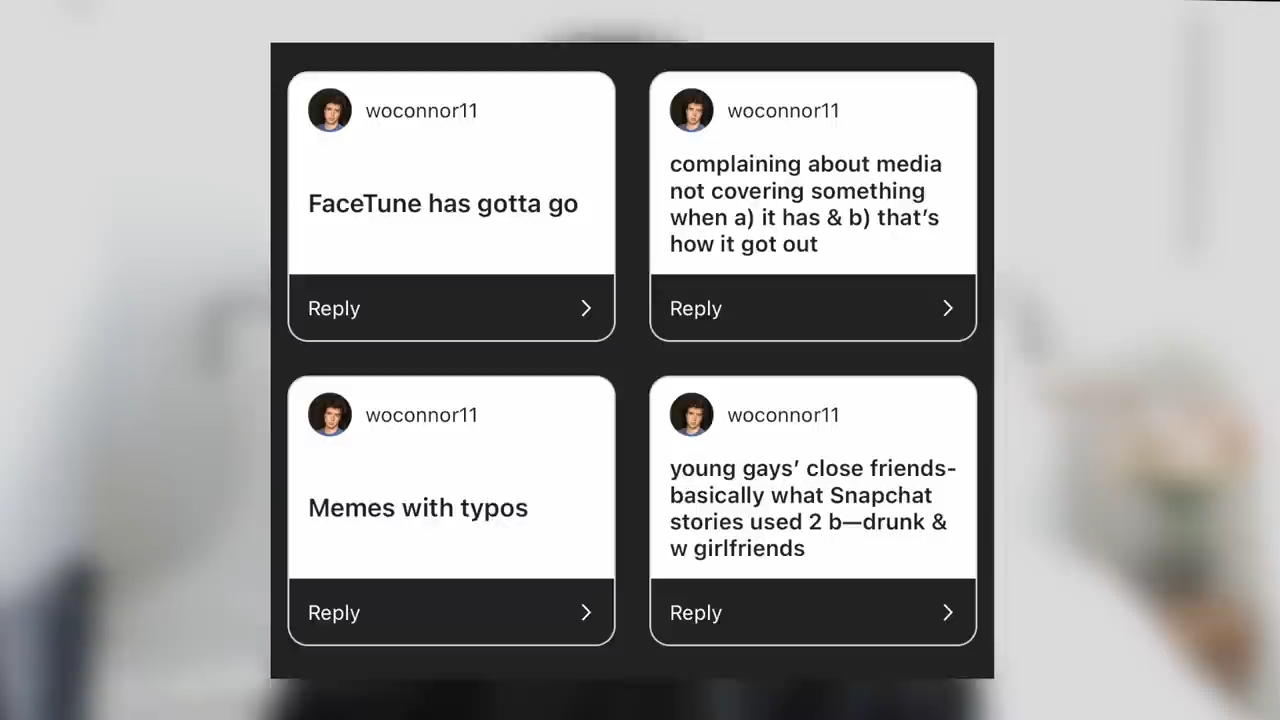 woconnor11
FaceTune has gotta go
Reply
woconnor11
complaining about media
not covering something
when a) it has & b) that's
how it got out
Reply
woconnor11
Memes with typos
Reply
woconnor11
young gays' close friends-
basically what Snapchat
stories used 2 b—drunk &
w girlfriends
Reply